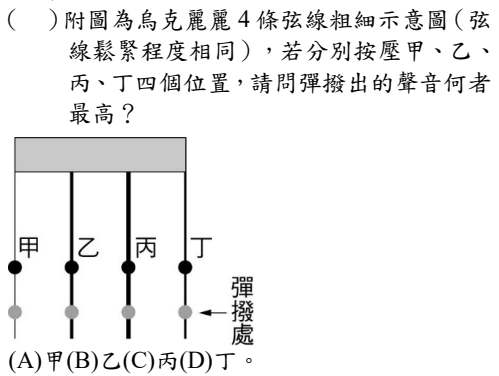 (　)附圖為烏克麗麗4條弦線粗細示意圖(弦
線鬆緊程度相同)，若分別按壓甲、乙、
丙、丁四個位置，請問彈撥出的聲音何者
最高？
甲 乙 丙 丁
彈撥處
(A)甲(B)乙(C)丙(D)丁。